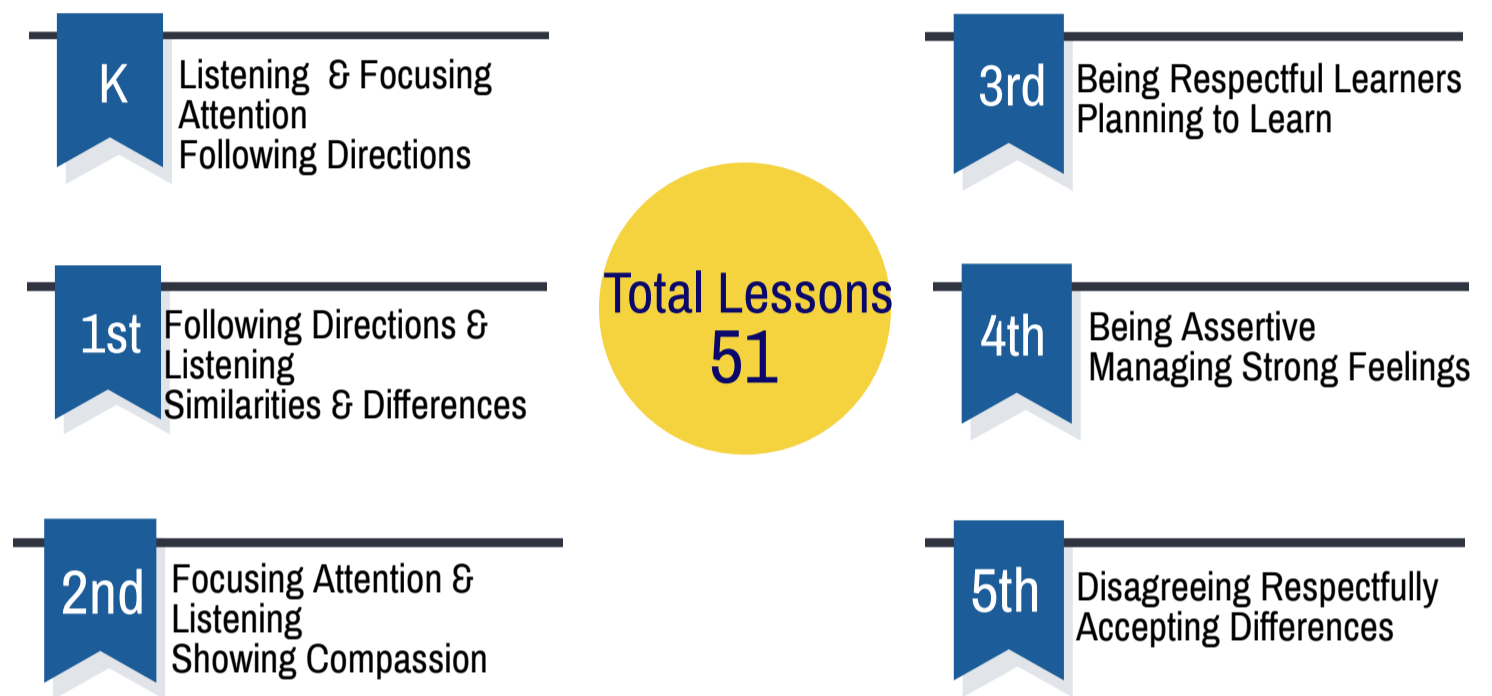 K
Listening & Focusing
Attention
Following Directions
1st
Following Directions &
Listening
Similarities & Differences
2nd
Focusing Attention &
Listening
Showing Compassion
Total Lessons
51
3rd
Being Respectful Learners
Planning to Learn
4th
Being Assertive
Managing Strong Feelings
5th
Disagreeing Respectfully
Accepting Differences